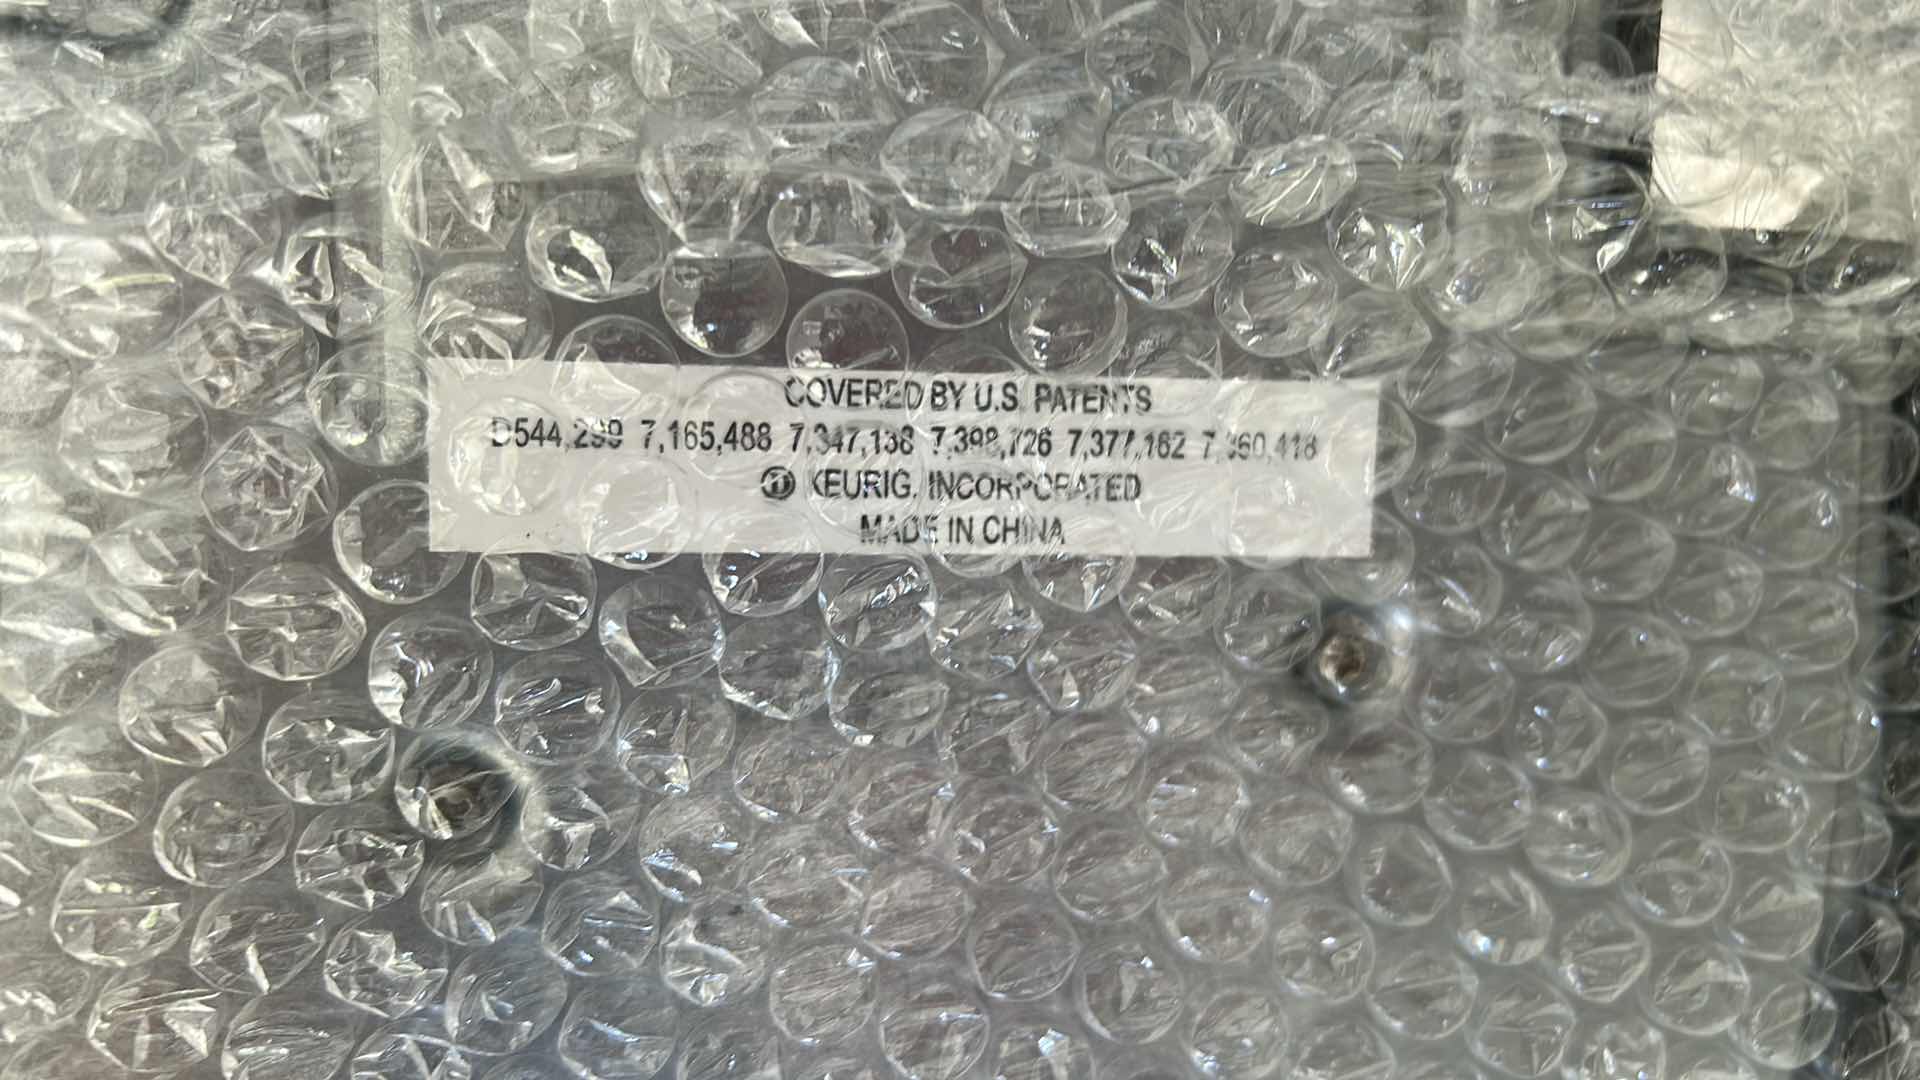 COVERED BY U.S. PATENTS
D544,299 7,165,488 7,347,138 7,398,726 7,377,162 7,360,418
KEURIG, INCORPORATED
MADE IN CHINA